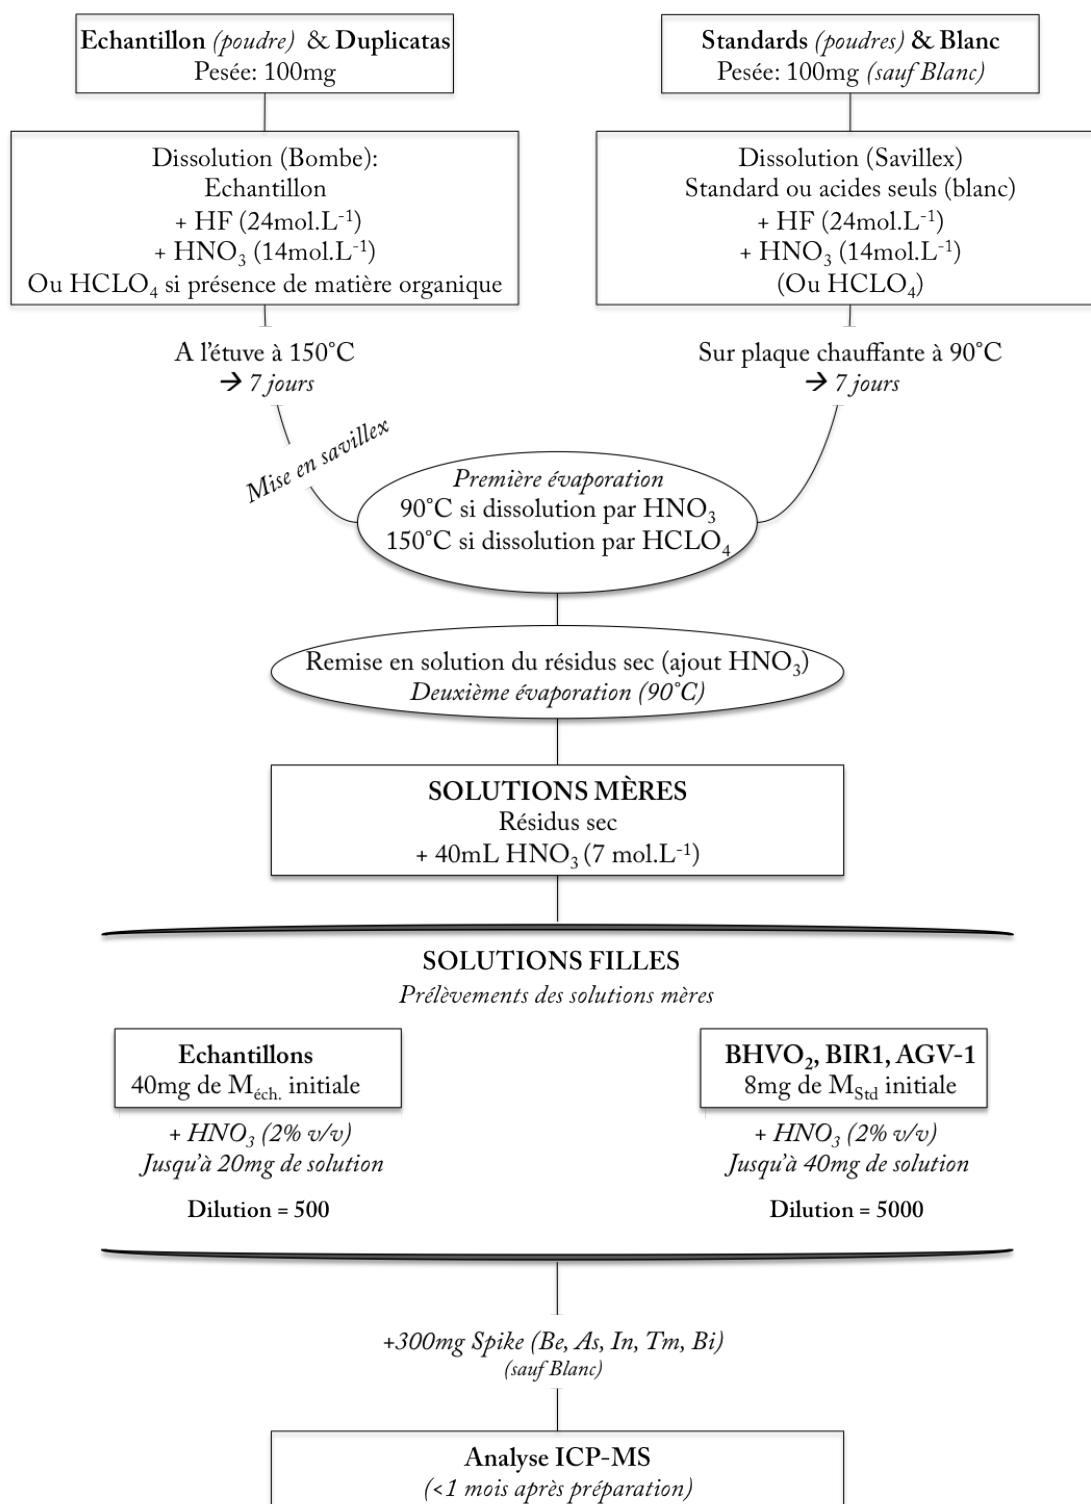 Echantillon (poudre) & Duplicatas
Pesée: 100mg
Standards (poudres) & Blanc
Pesée: 100mg (sauf Blanc)
Dissolution (Bombe):
Echantillon
+ HF (24mol.L⁻¹)
+ HNO₃ (14mol.L⁻¹)
Ou HCLO₄ si présence de matière organique
Dissolution (Savillex)
Standard ou acides seuls (blanc)
+ HF (24mol.L⁻¹)
+ HNO₃ (14mol.L⁻¹)
(Ou HCLO₄)
A l'étuve à 150°C
→ 7 jours
Sur plaque chauffante à 90°C
→ 7 jours
Mise en savillex
Première évaporation
90°C si dissolution par HNO₃
150°C si dissolution par HCLO₄
Remise en solution du résidus sec (ajout HNO₃)
Deuxième évaporation (90°C)
SOLUTIONS MÈRES
Résidus sec
+ 40mL HNO₃ (7 mol.L⁻¹)
SOLUTIONS FILLES
Prélèvements des solutions mères
Echantillons
40mg de Méch. initiale
+ HNO₃ (2% v/v)
Jusqu'à 20mg de solution
Dilution = 500
BHVO₂, BIR1, AGV-1
8mg de MStd initiale
+ HNO₃ (2% v/v)
Jusqu'à 40mg de solution
Dilution = 5000
+300mg Spike (Be, As, In, Tm, Bi)
(sauf Blanc)
Analyse ICP-MS
(<1 mois après préparation)